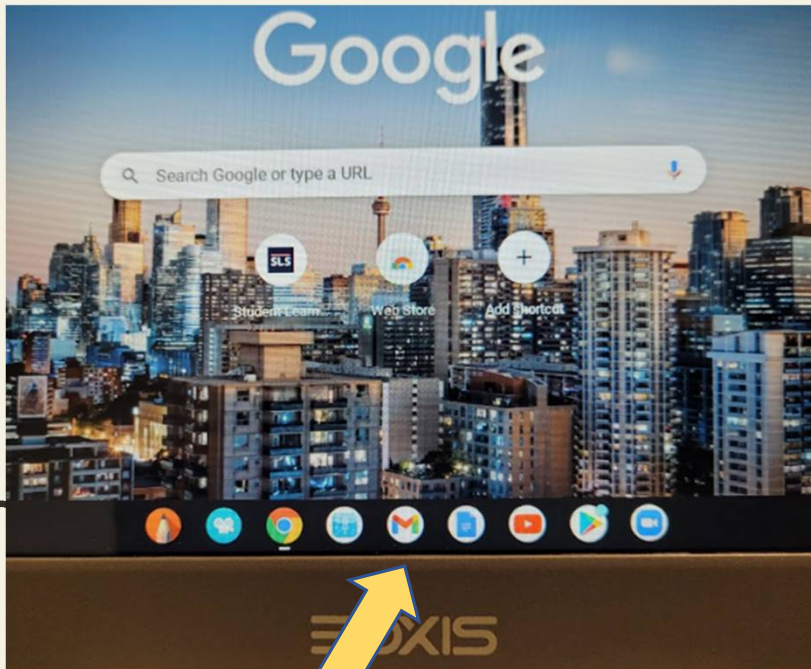 Google
Search Google or type a URL
SLS
Student Learn...
Web Store
Add Shortcut